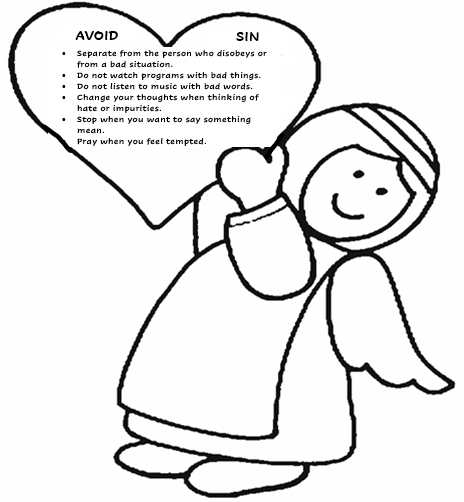 AVOID SIN
• Separate from the person who disobeys or
from a bad situation.
• Do not watch programs with bad things.
• Do not listen to music with bad words.
• Change your thoughts when thinking of
hate or impurities.
• Stop when you want to say something
mean.
Pray when you feel tempted.